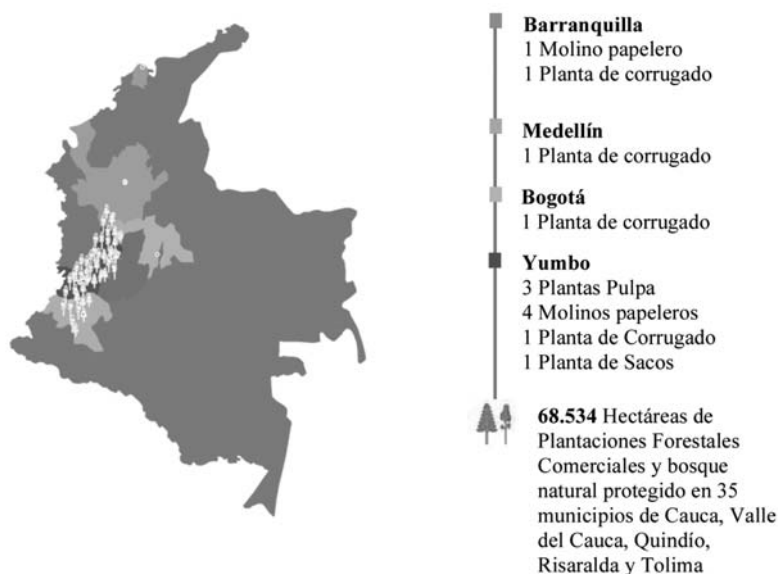 Barranquilla
1 Molino papelero
1 Planta de corrugado
Medellín
1 Planta de corrugado
Bogotá
1 Planta de corrugado
Yumbo
3 Plantas Pulpa
4 Molinos papeleros
1 Planta de Corrugado
1 Planta de Sacos
68.534 Hectáreas de
Plantaciones Forestales
Comerciales y bosque
natural protegido en 35
municipios de Cauca, Valle
del Cauca, Quindío,
Risaralda y Tolima